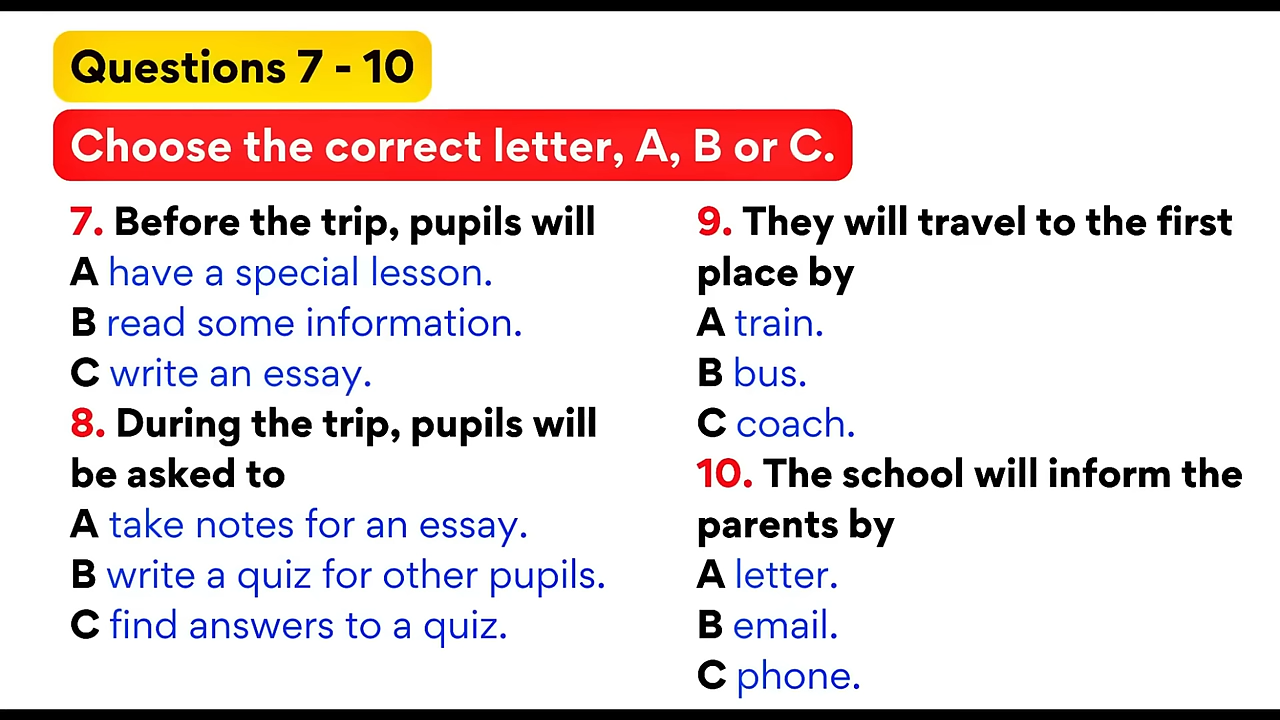 Questions 7 - 10
Choose the correct letter, A, B or C.
7. Before the trip, pupils will
A have a special lesson.
B read some information.
C write an essay.
8. During the trip, pupils will
be asked to
A take notes for an essay.
B write a quiz for other pupils.
C find answers to a quiz.
9. They will travel to the first
place by
A train.
B bus.
C coach.
10. The school will inform the
parents by
A letter.
B email.
C phone.